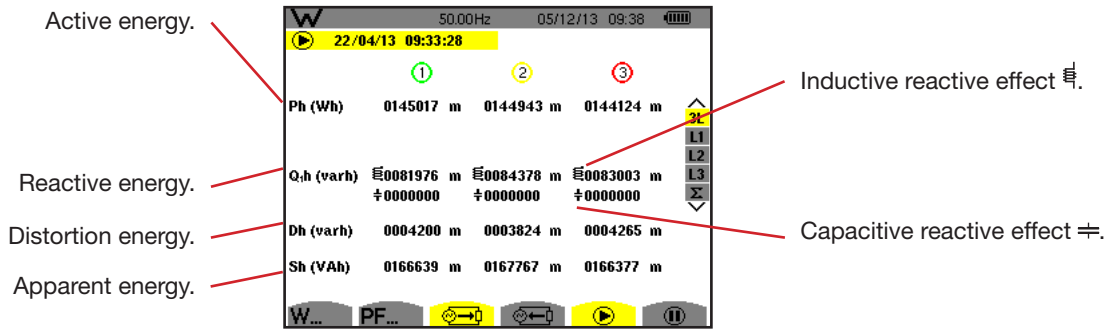 Active energy.
W 50.00Hz 05/12/13 09:38
22/04/13 09:33:28
1 2 3
Inductive reactive effect .
Ph (Wh) 0145017 m 0144943 m 0144124 m
3L
L1
L2
L3
Σ
Reactive energy.
Q₁h (varh) 0081976 m 0084378 m 0083003 m
0000000 0000000 0000000
Distortion energy.
Dh (varh) 0004200 m 0003824 m 0004265 m
Capacitive reactive effect .
Apparent energy.
Sh (VAh) 0166639 m 0167767 m 0166377 m
W... PF...